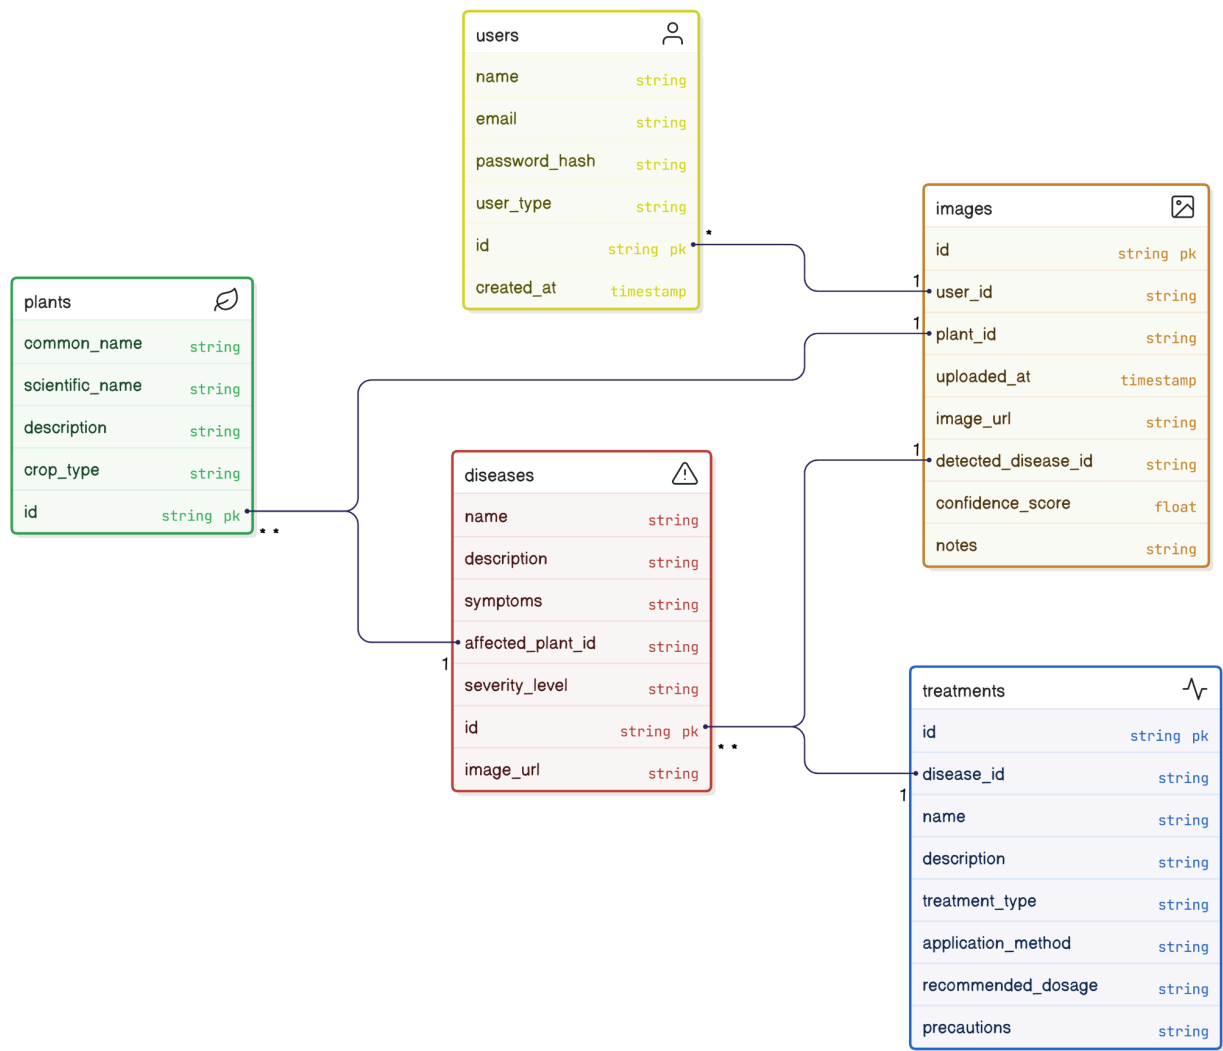 users
name string
email string
password_hash string
user_type string
id string pk
created_at timestamp
*
images
id string pk
1
user_id string
1
plant_id string
uploaded_at timestamp
image_url string
1
detected_disease_id string
confidence_score float
notes string
plants
common_name string
scientific_name string
description string
crop_type string
id string pk
* *
diseases
name string
description string
symptoms string
affected_plant_id string
1
severity_level string
id string pk
* *
image_url string
treatments
id string pk
disease_id string
1
name string
description string
treatment_type string
application_method string
recommended_dosage string
precautions string